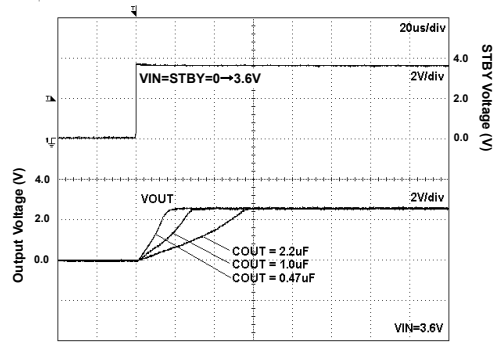 T
20us/div
VIN=STBY=0→3.6V
2V/div
4.0
2.0
0.0
STBY Voltage (V)
VOUT
2V/div
4.0
2.0
0.0
Output Voltage (V)
COUT = 2.2uF
COUT = 1.0uF
COUT = 0.47uF
VIN=3.6V